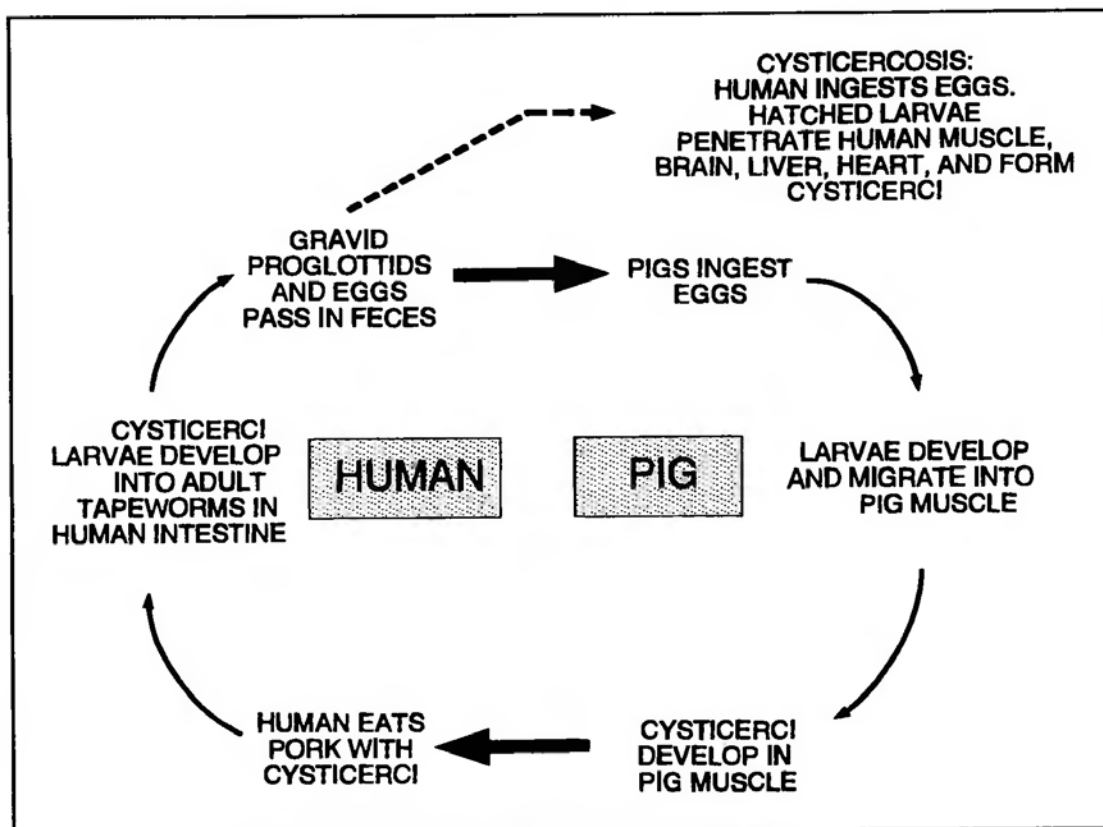 CYSTICERCOSIS:
HUMAN INGESTS EGGS.
HATCHED LARVAE
PENETRATE HUMAN MUSCLE,
BRAIN, LIVER, HEART, AND FORM
CYSTICERCI
GRAVID
PROGLOTTIDS
AND EGGS
PASS IN FECES
PIGS INGEST
EGGS
CYSTICERCI
LARVAE DEVELOP
INTO ADULT
TAPEWORMS IN
HUMAN INTESTINE
HUMAN
PIG
LARVAE DEVELOP
AND MIGRATE INTO
PIG MUSCLE
HUMAN EATS
PORK WITH
CYSTICERCI
CYSTICERCI
DEVELOP IN
PIG MUSCLE